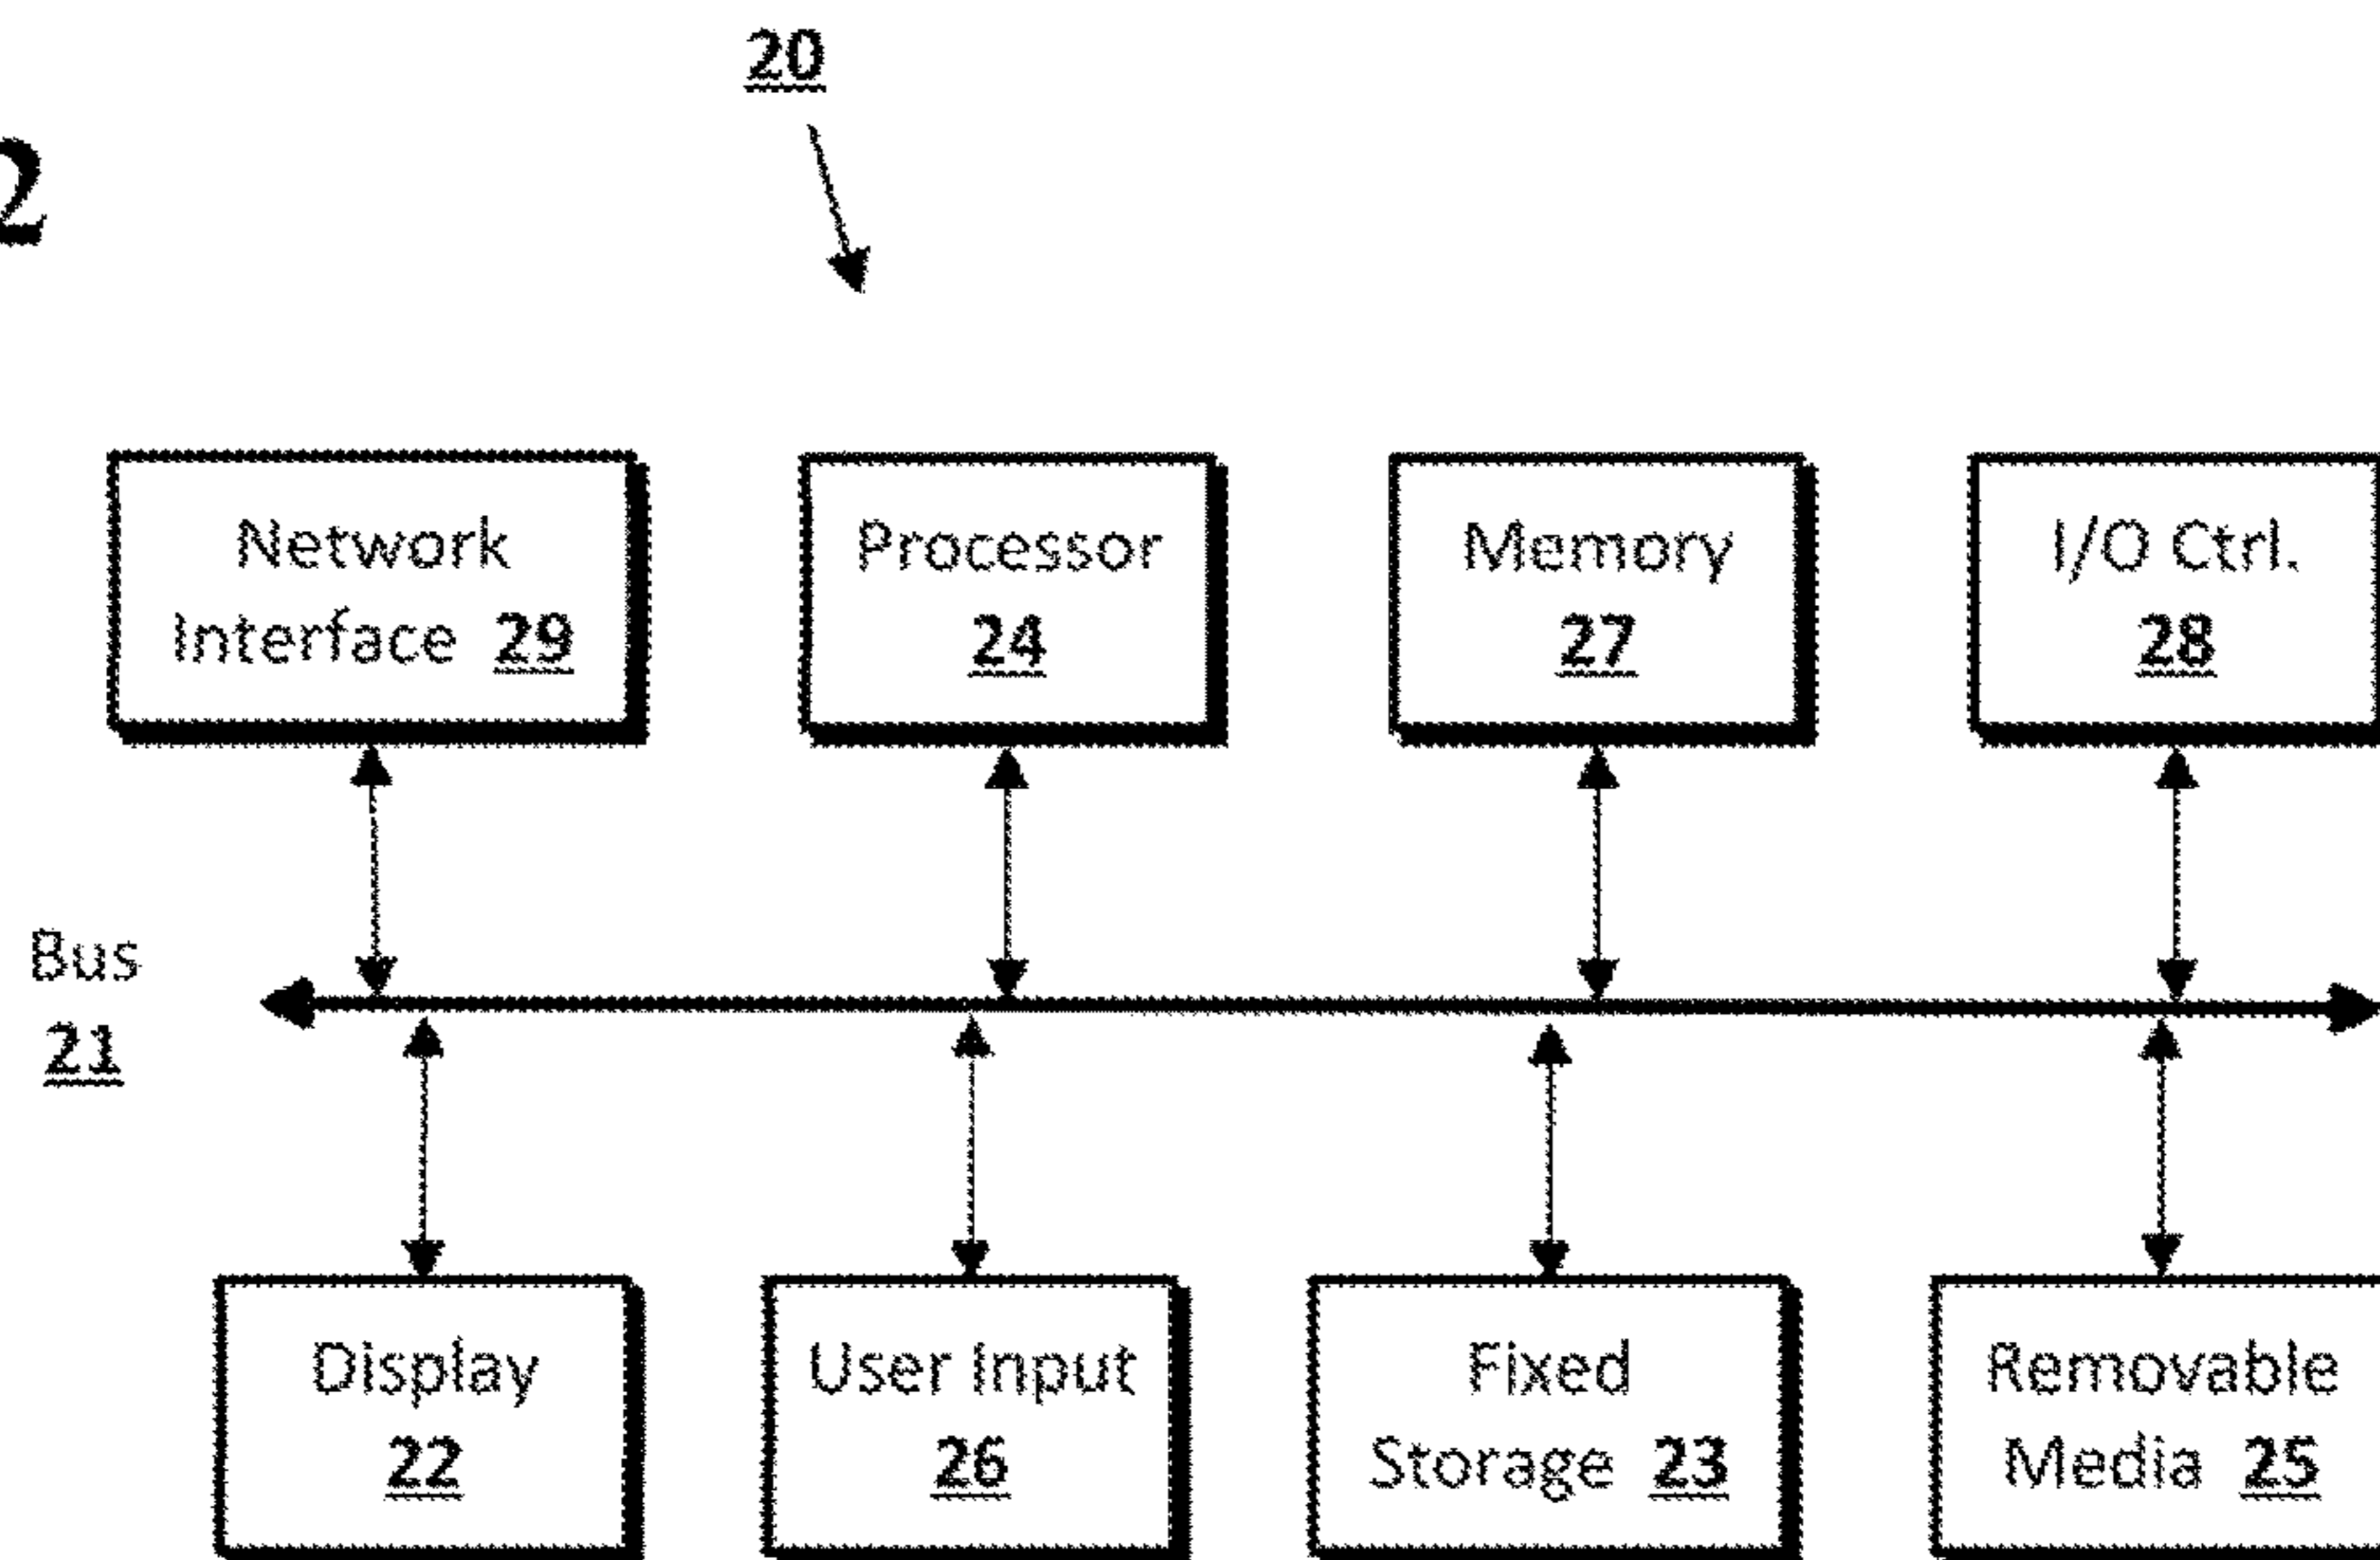 20
2
Network
Interface 29
Processor
24
Memory
27
I/O Ctrl.
28
Bus
21
Display
22
User Input
26
Fixed
Storage 23
Removable
Media 25